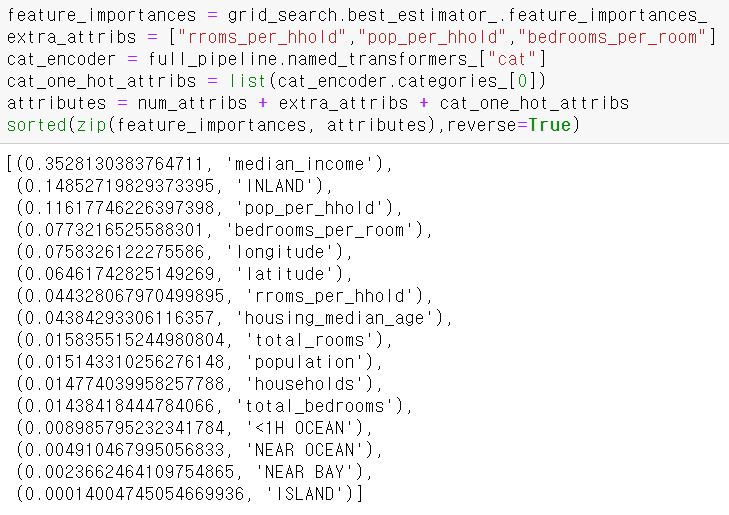 feature_importances = grid_search.best_estimator_.feature_importances_
extra_attribs = ["rroms_per_hhold","pop_per_hhold","bedrooms_per_room"]
cat_encoder = full_pipeline.named_transformers_["cat"]
cat_one_hot_attribs = list(cat_encoder.categories_[0])
attributes = num_attribs + extra_attribs + cat_one_hot_attribs
sorted(zip(feature_importances, attributes),reverse=True)
[(0.3528130383764711, 'median_income'),
(0.14852719829373395, 'INLAND'),
(0.11617746226397398, 'pop_per_hhold'),
(0.0773216525588301, 'bedrooms_per_room'),
(0.0758326122275586, 'longitude'),
(0.06461742825149269, 'latitude'),
(0.044328067970499895, 'rroms_per_hhold'),
(0.04384293306116357, 'housing_median_age'),
(0.015835515244980804, 'total_rooms'),
(0.015143310256276148, 'population'),
(0.014774039958257788, 'households'),
(0.01438418444784066, 'total_bedrooms'),
(0.008985795232341784, '<1H OCEAN'),
(0.004910467995056833, 'NEAR OCEAN'),
(0.0023662464109754865, 'NEAR BAY'),
(0.00014004745054669936, 'ISLAND')]